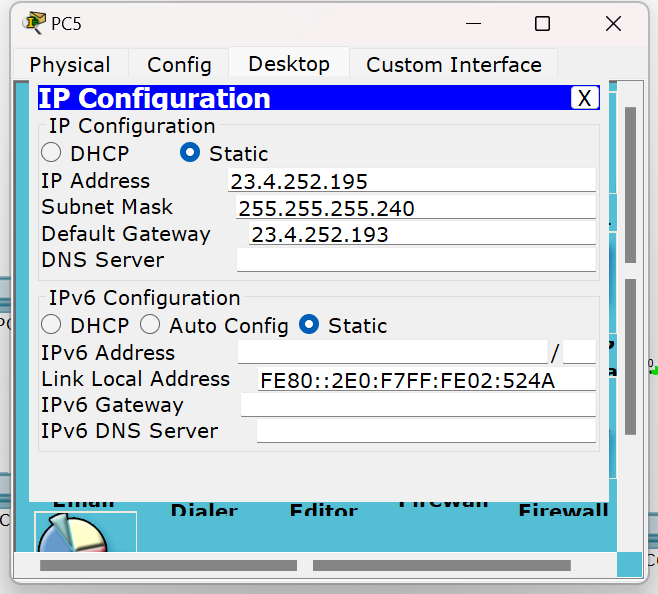 PC5
Physical Config Desktop Custom Interface
IP Configuration X
IP Configuration
DHCP Static
IP Address 23.4.252.195
Subnet Mask 255.255.255.240
Default Gateway 23.4.252.193
DNS Server
IPv6 Configuration
DHCP Auto Config Static
IPv6 Address /
Link Local Address FE80::2E0:F7FF:FE02:524A
IPv6 Gateway
IPv6 DNS Server
Email Dialer Editor Firewall Firewall